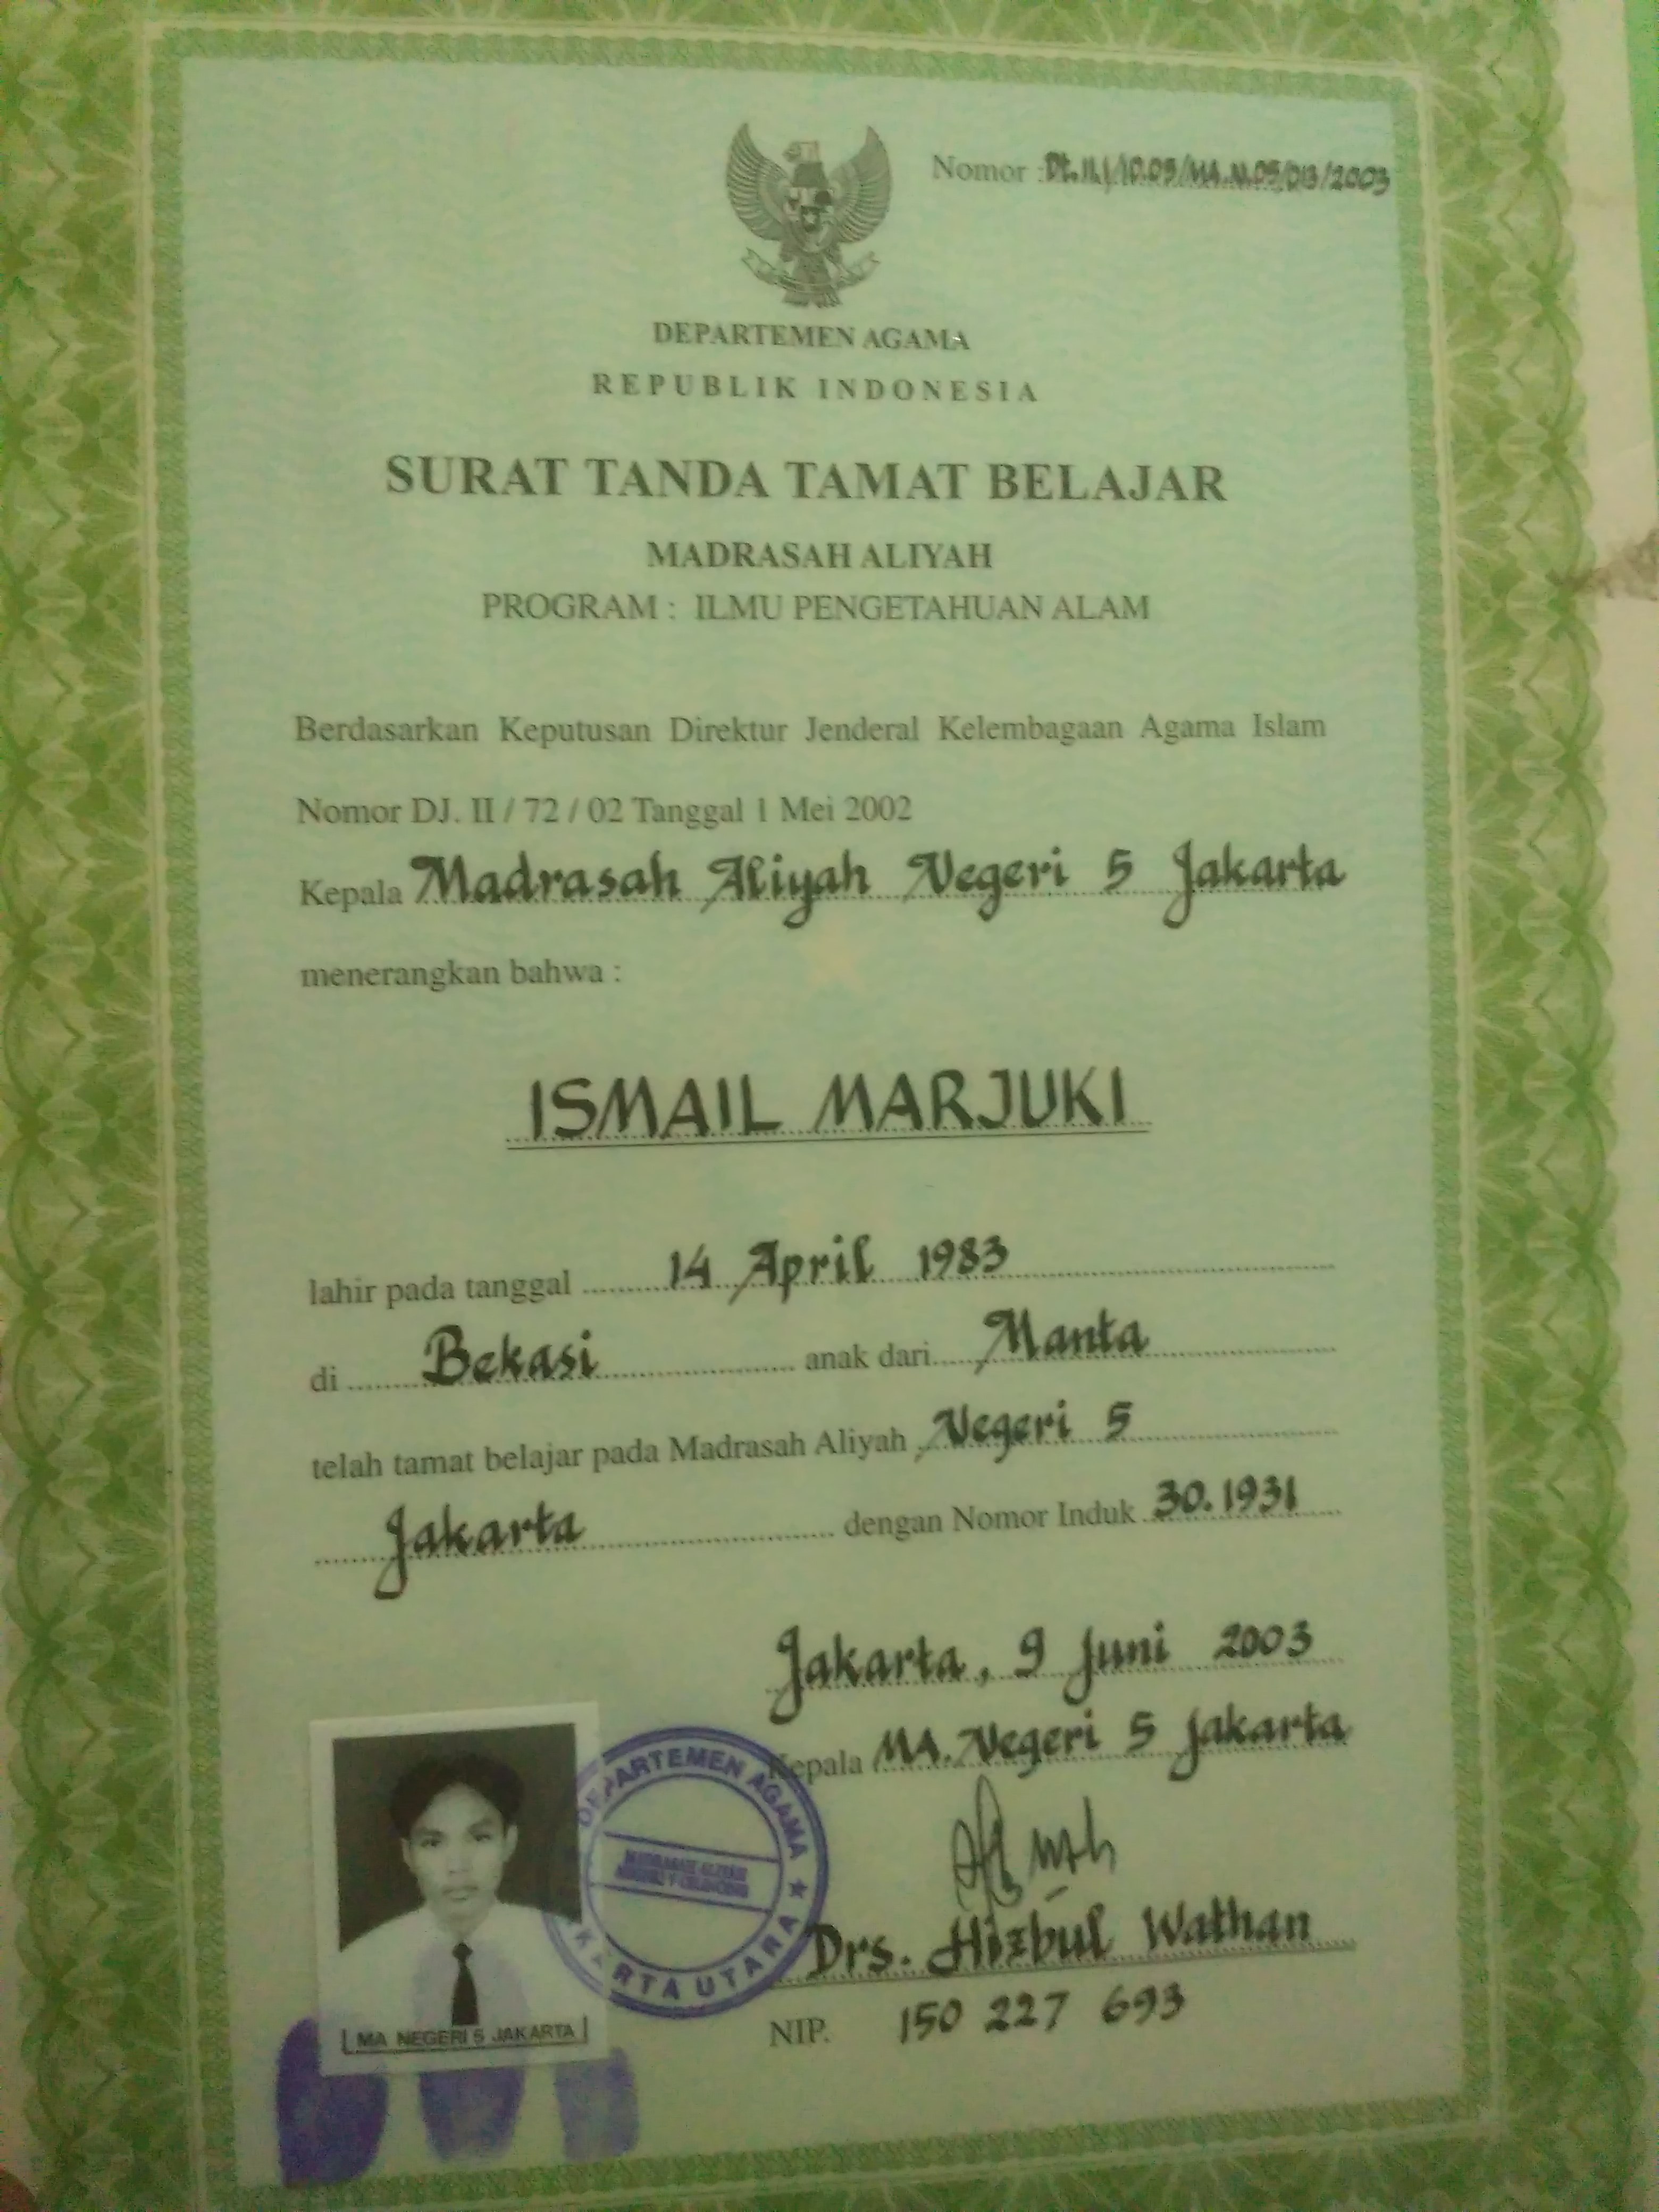 Nomor : Dt.II.I/10.09/MA.N.05/013/2003
DEPARTEMEN AGAMA
REPUBLIK INDONESIA
SURAT TANDA TAMAT BELAJAR
MADRASAH ALIYAH
PROGRAM : ILMU PENGETAHUAN ALAM
Berdasarkan Keputusan Direktur Jenderal Kelembagaan Agama Islam
Nomor DJ. II / 72 / 02 Tanggal 1 Mei 2002
Kepala Madrasah Aliyah Negeri 5 Jakarta
menerangkan bahwa :
ISMAIL MARJUKI
lahir pada tanggal 14 April 1983
di Bekasi anak dari Manta
telah tamat belajar pada Madrasah Aliyah Negeri 5
Jakarta dengan Nomor Induk 30.1931
Jakarta, 9 Juni 2003
Kepala MA. Negeri 5 Jakarta
DEPARTEMEN AGAMA
MADRASAH ALIYAH
JAKARTA UTARA
Drs. Hizbul Wathan
NIP. 150 227 693
MA NEGERI 5 JAKARTA